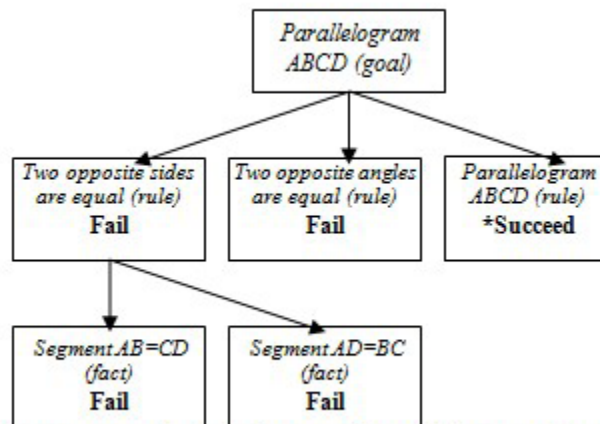 Parallelogram
ABCD (goal)
Two opposite sides
are equal (rule)
Fail
Two opposite angles
are equal (rule)
Fail
Parallelogram
ABCD (rule)
*Succeed
Segment AB=CD
(fact)
Fail
Segment AD=BC
(fact)
Fail